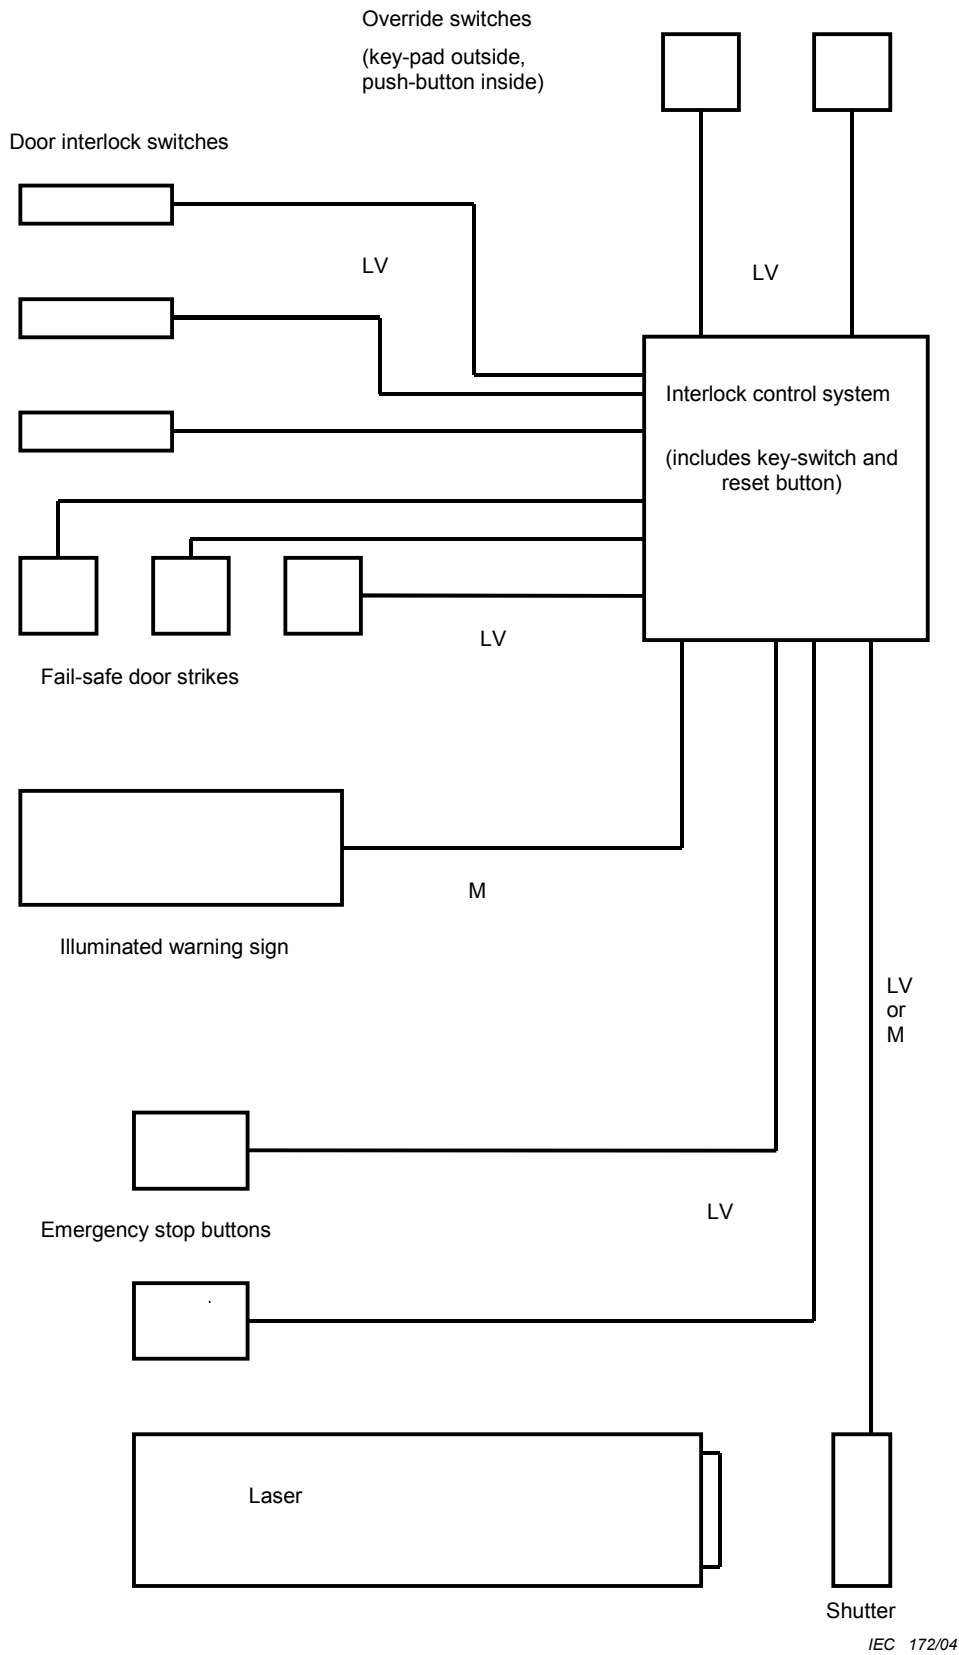 Override switches
(key-pad outside,
push-button inside)
Door interlock switches
LV
LV
Interlock control system
(includes key-switch and
reset button)
LV
Fail-safe door strikes
M
Illuminated warning sign
LV
or
M
LV
Emergency stop buttons
Laser
Shutter
IEC 172/04